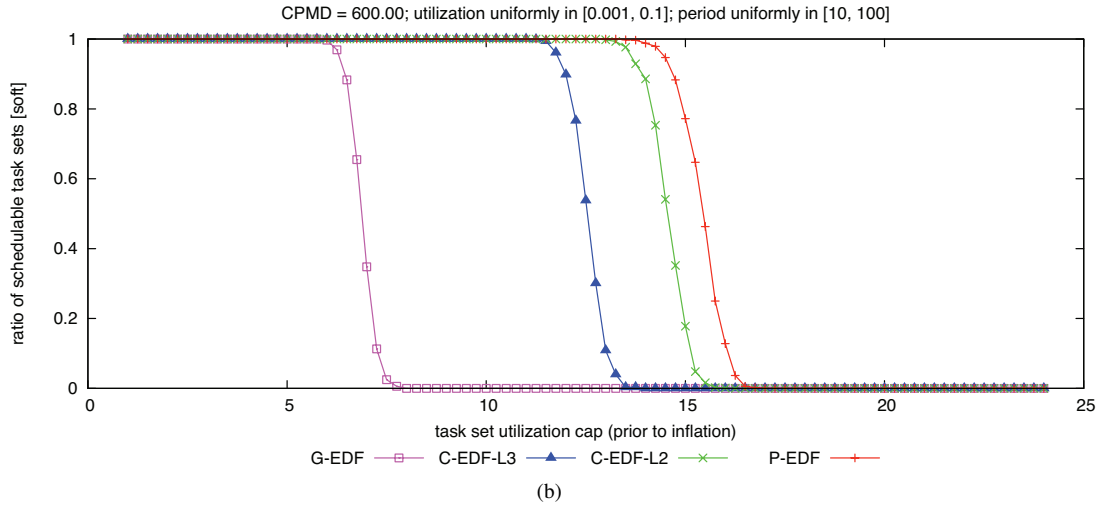 CPMD = 600.00; utilization uniformly in [0.001, 0.1]; period uniformly in [10, 100]
ratio of schedulable task sets [soft]
1
0.8
0.6
0.4
0.2
0
0 5 10 15 20 25
task set utilization cap (prior to inflation)
G-EDF C-EDF-L3 C-EDF-L2 P-EDF
(b)